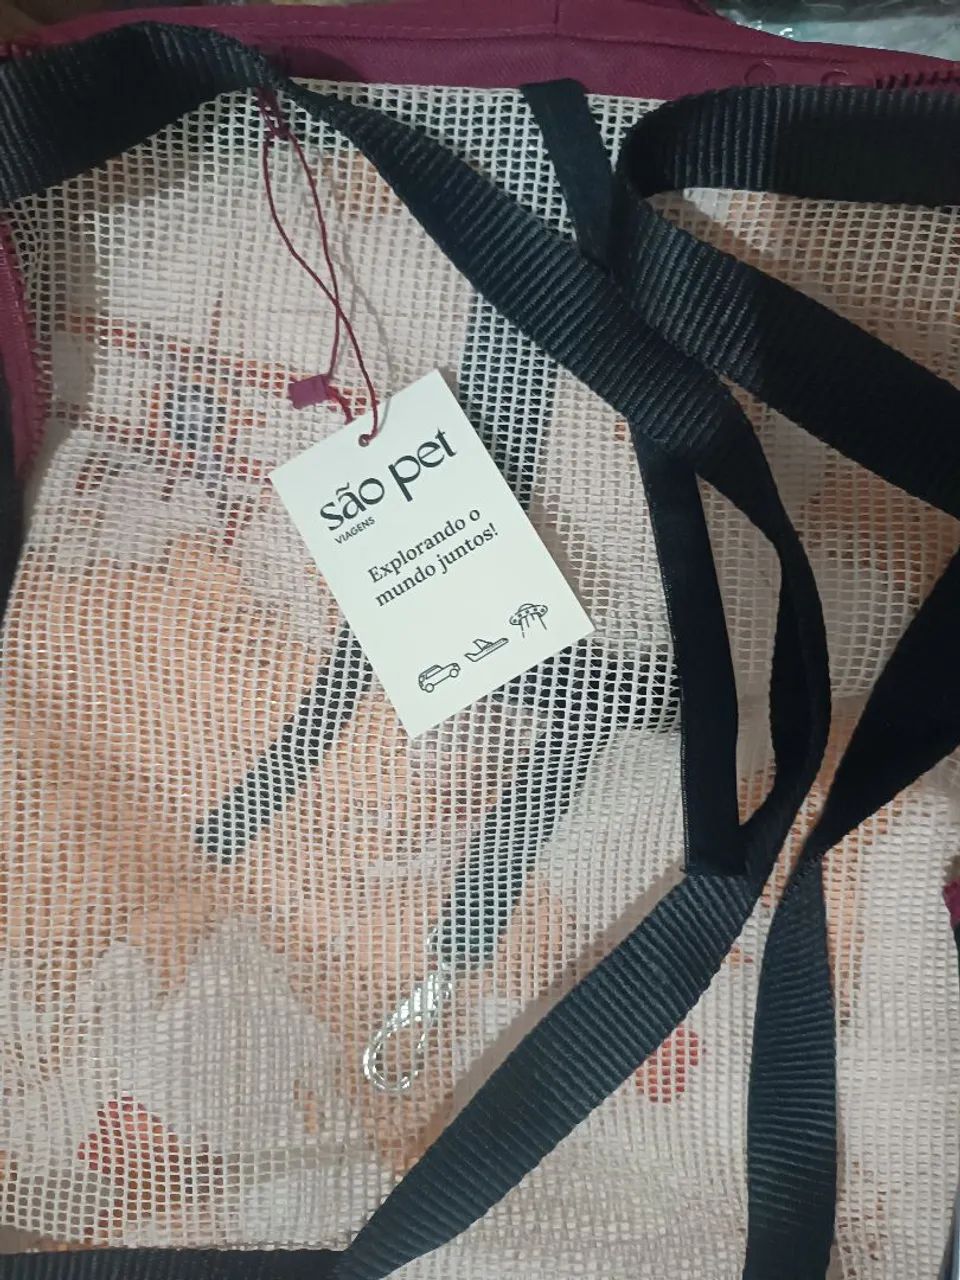 são pet
VIAGENS
Explorando o
mundo juntos!